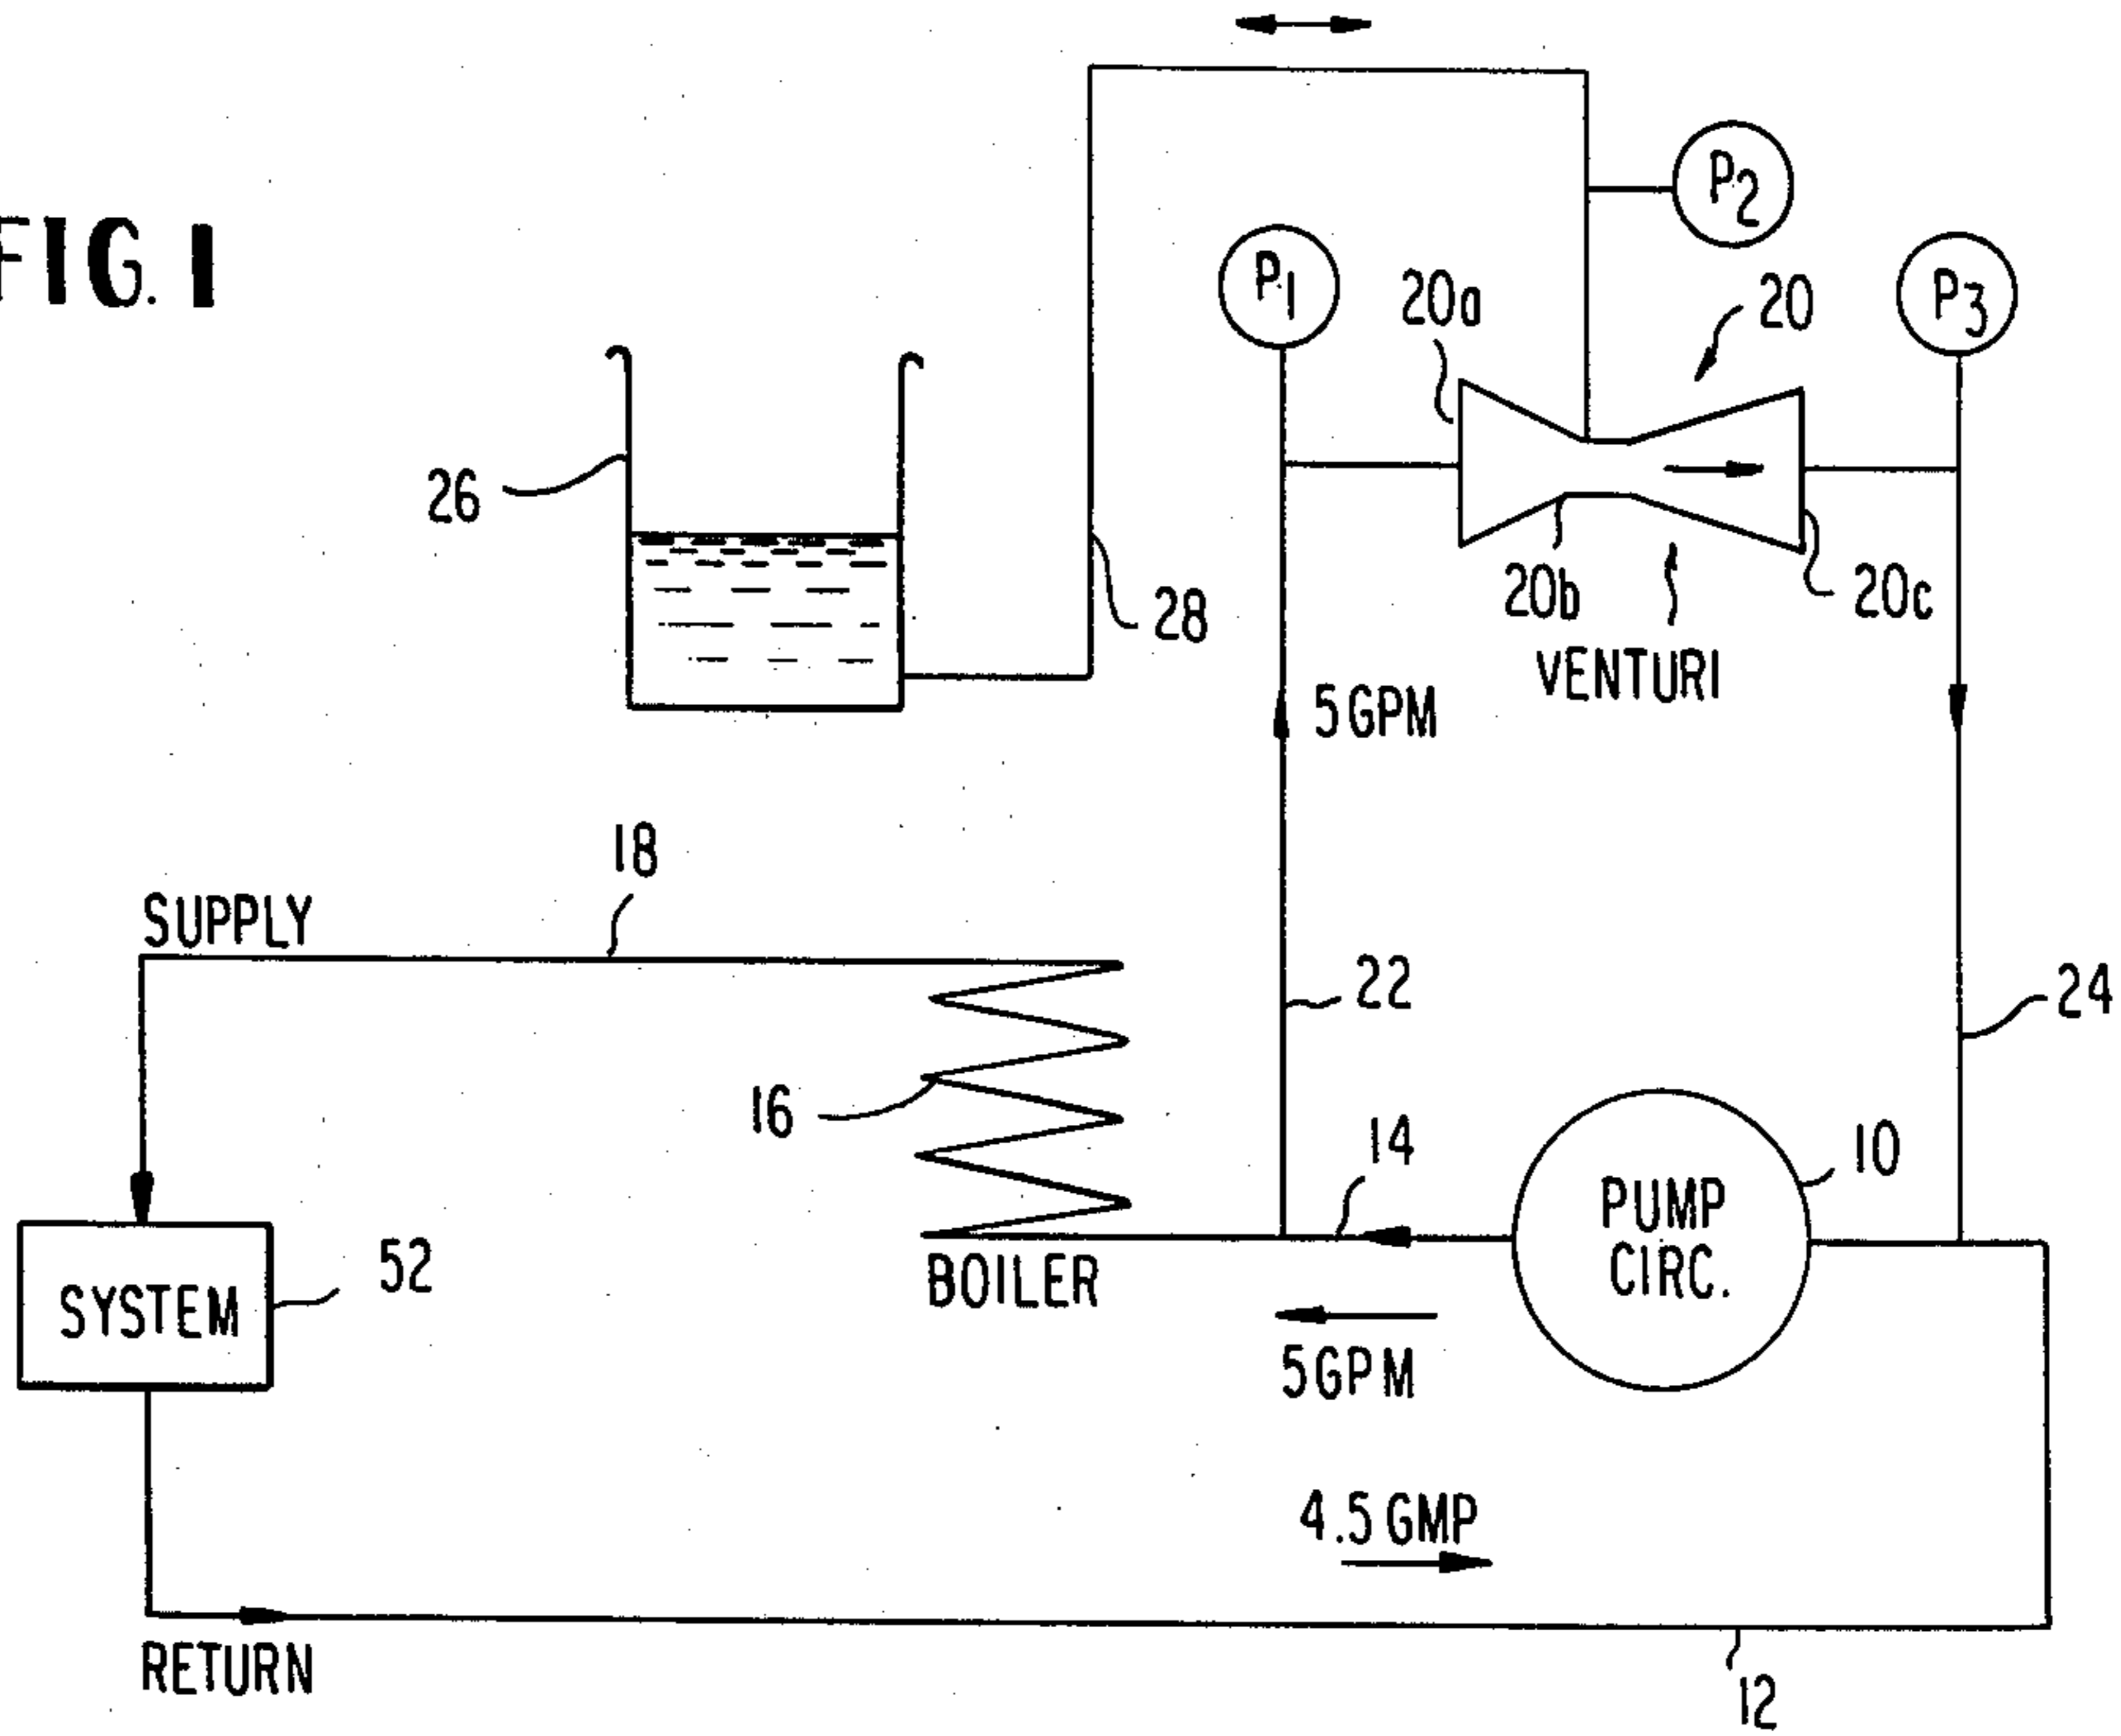 FIG. 1
P2
P1
20a
20
P3
26
28
20b
20c
VENTURI
5 GPM
18
SUPPLY
22
24
16
14
10
PUMP
CIRC.
BOILER
52
SYSTEM
5 GPM
4.5 GMP
RETURN
12